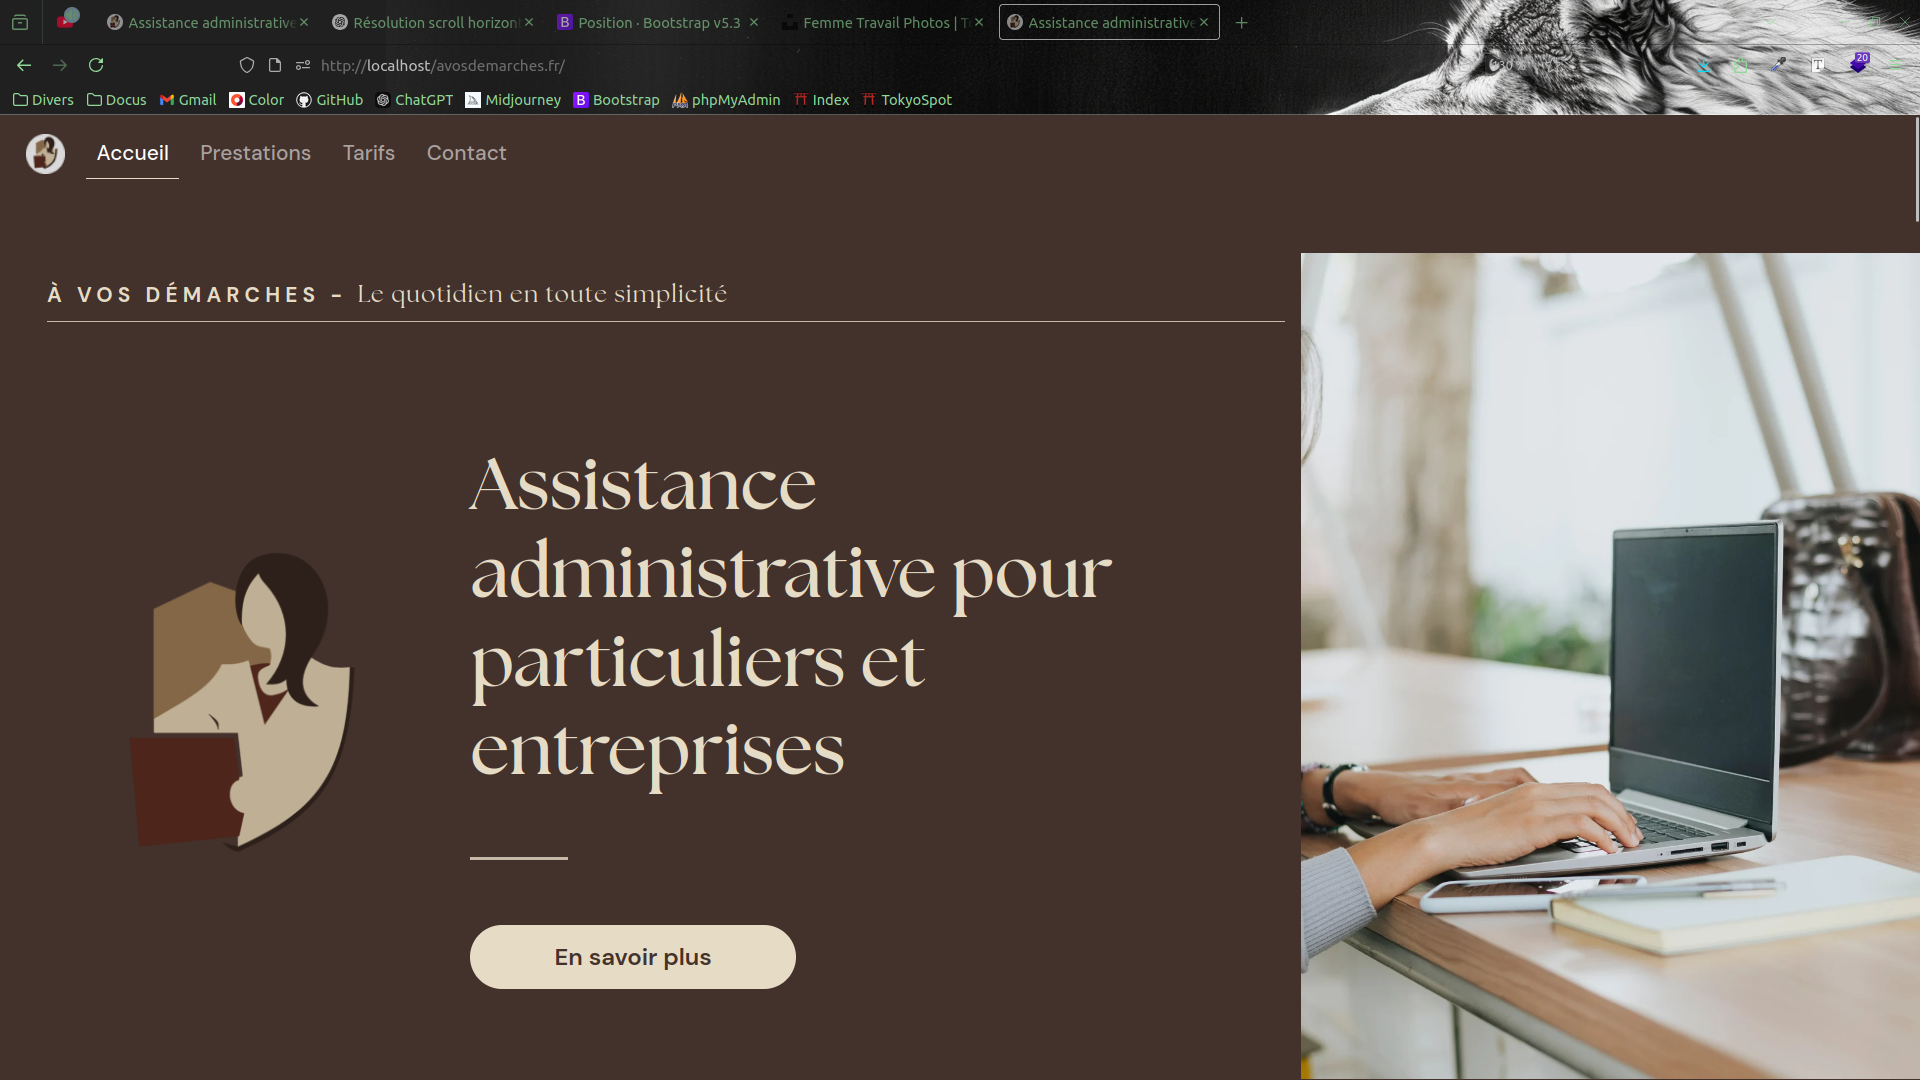 Assistance administrative
Résolution scroll horizon
Position · Bootstrap v5.3
Femme Travail Photos | T
Assistance administrative
http://localhost/avosdemarches.fr/
20
Divers
Docus
Gmail
Color
GitHub
ChatGPT
Midjourney
Bootstrap
phpMyAdmin
Index
TokyoSpot
Accueil
Prestations
Tarifs
Contact
À VOS DÉMARCHES – Le quotidien en toute simplicité
Assistance
administrative pour
particuliers et
entreprises
En savoir plus